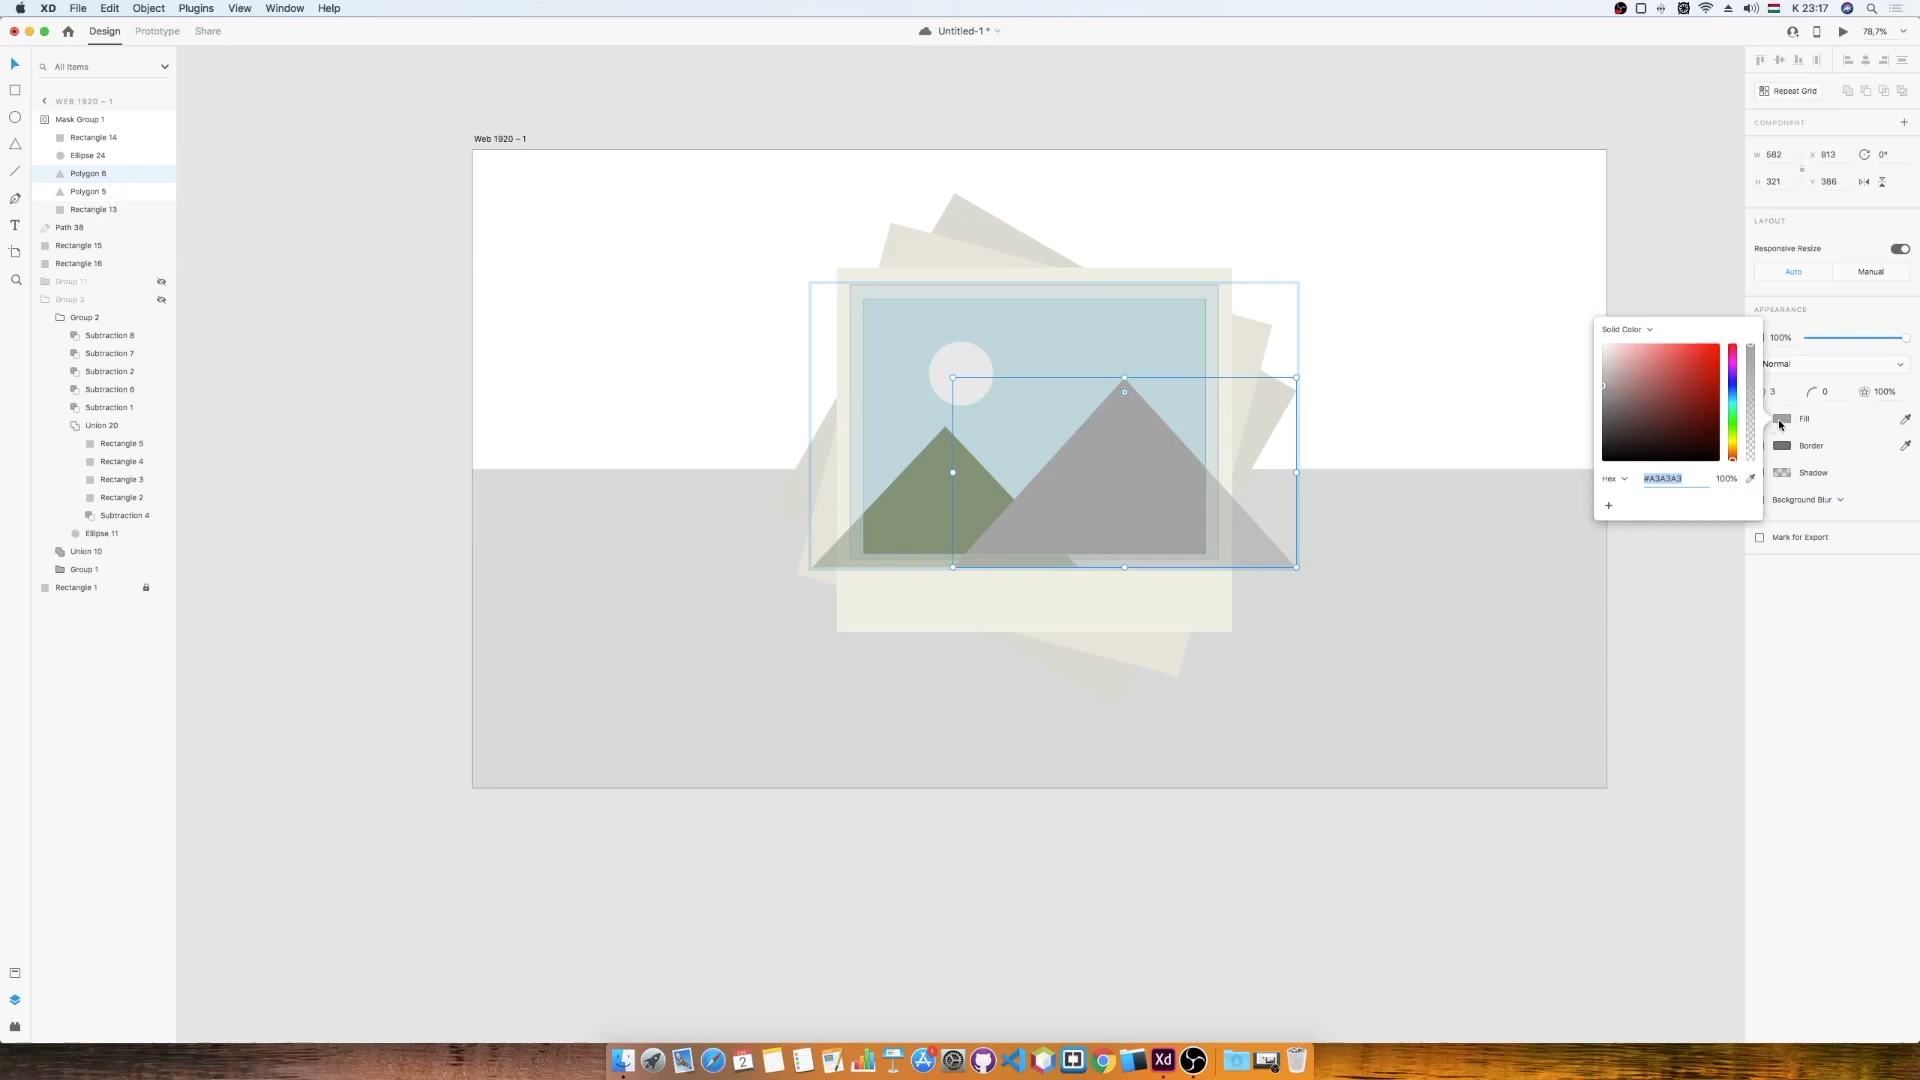 XD File Edit Object Plugins View Window Help
K 23:17
Design Prototype Share
Untitled-1 *
78,7%
All Items
WEB 1920 – 1
Mask Group 1
Rectangle 14
Ellipse 24
Polygon 6
Polygon 5
Rectangle 13
Path 38
Rectangle 15
Rectangle 16
Group 11
Group 3
Group 2
Subtraction 8
Subtraction 7
Subtraction 2
Subtraction 6
Subtraction 1
Union 20
Rectangle 5
Rectangle 4
Rectangle 3
Rectangle 2
Subtraction 4
Ellipse 11
Union 10
Group 1
Rectangle 1
Web 1920 – 1
Repeat Grid
COMPONENT
W 582 X 813 0°
H 321 Y 386
LAYOUT
Responsive Resize
Auto Manual
APPEARANCE
100%
Normal
3 0 100%
Fill
Border
Shadow
Background Blur
Mark for Export
Solid Color
Hex #A3A3A3 100%
2
Xd